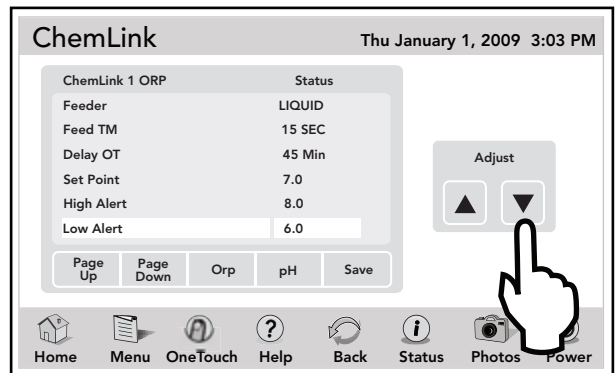 ChemLink Thu January 1, 2009 3:03 PM
ChemLink 1 ORP Status
Feeder LIQUID
Feed TM 15 SEC
Delay OT 45 Min
Set Point 7.0
High Alert 8.0
Low Alert 6.0
Adjust
Page Up Page Down Orp pH Save
Home Menu OneTouch Help Back Status Photos Power